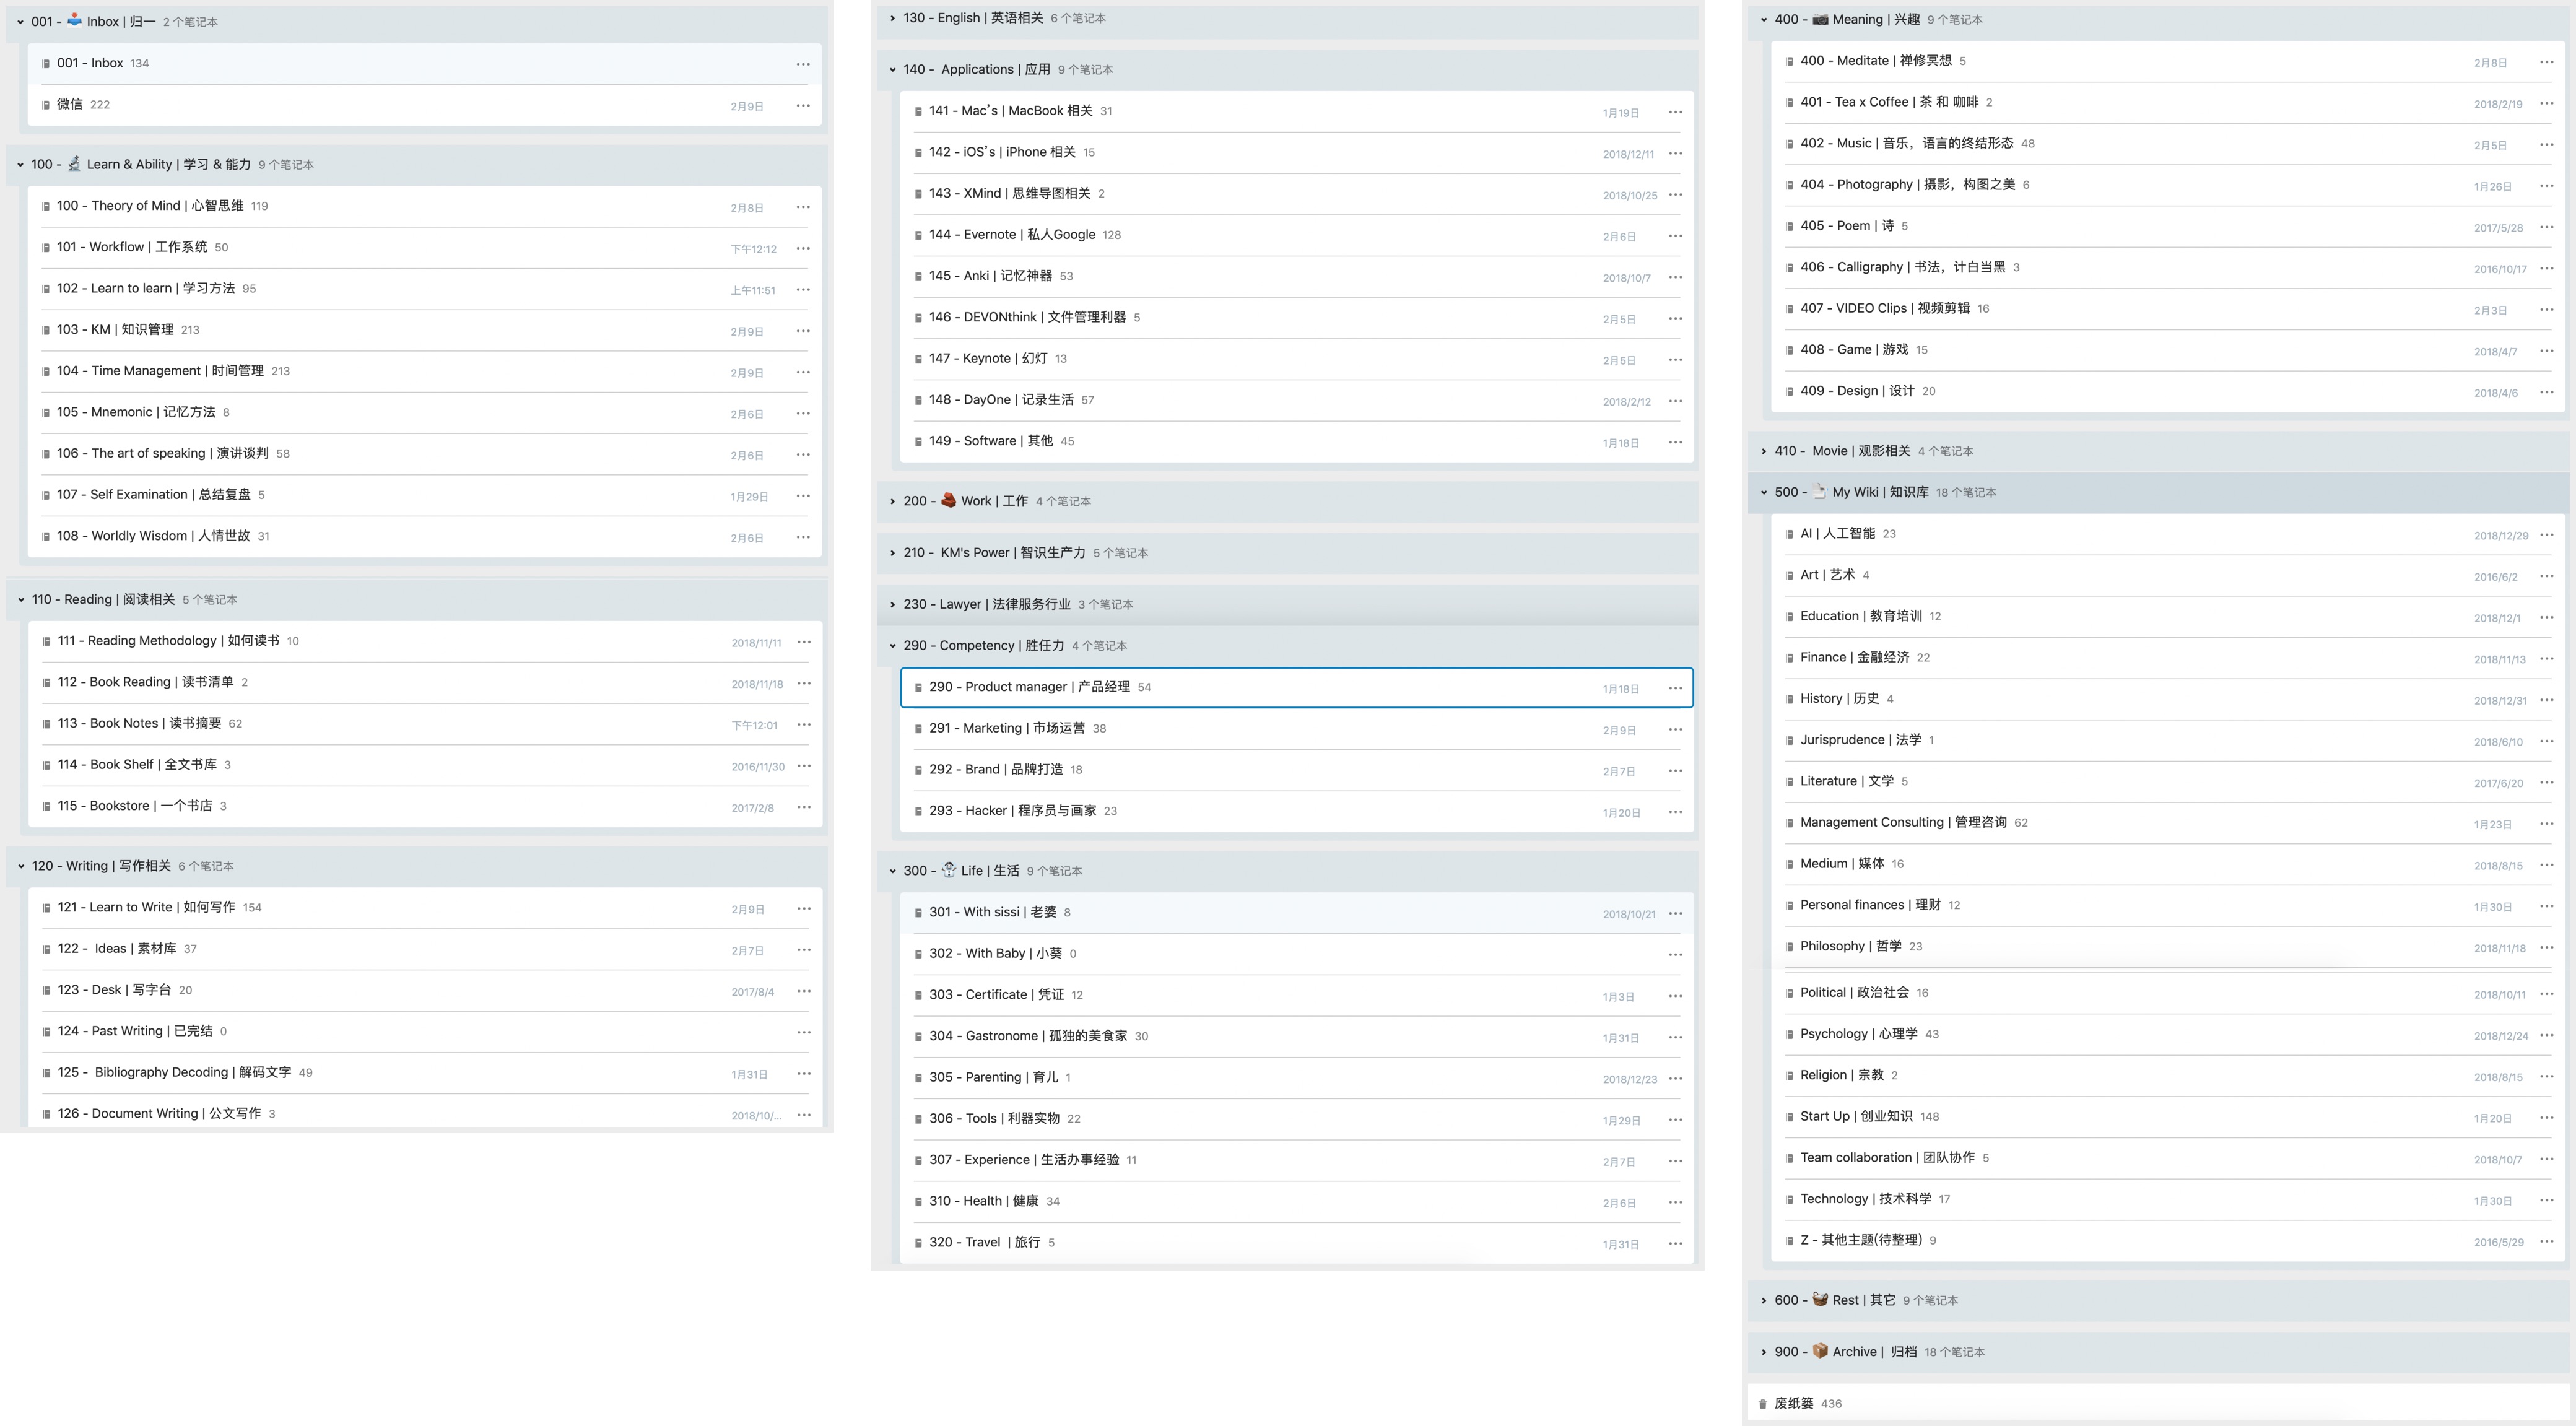 001 - 📥 Inbox | 归一 2 个笔记本
001 - Inbox 134
微信 222 2月9日
100 - 🔬 Learn & Ability | 学习 & 能力 9 个笔记本
100 - Theory of Mind | 心智思维 119 2月8日
101 - Workflow | 工作系统 50 下午12:12
102 - Learn to learn | 学习方法 95 上午11:51
103 - KM | 知识管理 213 2月9日
104 - Time Management | 时间管理 213 2月9日
105 - Mnemonic | 记忆方法 8 2月6日
106 - The art of speaking | 演讲谈判 58 2月6日
107 - Self Examination | 总结复盘 5 1月29日
108 - Worldly Wisdom | 人情世故 31 2月6日
110 - Reading | 阅读相关 5 个笔记本
111 - Reading Methodology | 如何读书 10 2018/11/11
112 - Book Reading | 读书清单 2 2018/11/18
113 - Book Notes | 读书摘要 62 下午12:01
114 - Book Shelf | 全文书库 3 2016/11/30
115 - Bookstore | 一个书店 3 2017/2/8
120 - Writing | 写作相关 6 个笔记本
121 - Learn to Write | 如何写作 154 2月9日
122 - Ideas | 素材库 37 2月7日
123 - Desk | 写字台 20 2017/8/4
124 - Past Writing | 已完结 0
125 - Bibliography Decoding | 解码文字 49 1月31日
126 - Document Writing | 公文写作 3 2018/10/...
130 - English | 英语相关 6 个笔记本
140 - Applications | 应用 9 个笔记本
141 - Mac's | MacBook 相关 31 1月19日
142 - iOS's | iPhone 相关 15 2018/12/11
143 - XMind | 思维导图相关 2 2018/10/25
144 - Evernote | 私人Google 128 2月6日
145 - Anki | 记忆神器 53 2018/10/7
146 - DEVONthink | 文件管理利器 5 2月5日
147 - Keynote | 幻灯 13 2月5日
148 - DayOne | 记录生活 57 2018/2/12
149 - Software | 其他 45 1月18日
200 - Work | 工作 4 个笔记本
210 - KM's Power | 智识生产力 5 个笔记本
230 - Lawyer | 法律服务行业 3 个笔记本
290 - Competency | 胜任力 4 个笔记本
290 - Product manager | 产品经理 54 1月18日
291 - Marketing | 市场运营 38 2月9日
292 - Brand | 品牌打造 18 2月7日
293 - Hacker | 程序员与画家 23 1月20日
300 - Life | 生活 9 个笔记本
301 - With sissi | 老婆 8 2018/10/21
302 - With Baby | 小葵 0
303 - Certificate | 凭证 12 1月3日
304 - Gastronome | 孤独的美食家 30 1月31日
305 - Parenting | 育儿 1 2018/12/23
306 - Tools | 利器实物 22 1月29日
307 - Experience | 生活办事经验 11 2月7日
310 - Health | 健康 34 2月6日
320 - Travel | 旅行 5 1月31日
400 - 📷 Meaning | 兴趣 9 个笔记本
400 - Meditate | 禅修冥想 5 2月8日
401 - Tea x Coffee | 茶 和 咖啡 2 2018/2/19
402 - Music | 音乐，语言的终结形态 48 2月5日
404 - Photography | 摄影，构图之美 6 1月26日
405 - Poem | 诗 5 2017/5/28
406 - Calligraphy | 书法，计白当黑 3 2016/10/17
407 - VIDEO Clips | 视频剪辑 16 2月3日
408 - Game | 游戏 15 2018/4/7
409 - Design | 设计 20 2018/4/6
410 - Movie | 观影相关 4 个笔记本
500 - My Wiki | 知识库 18 个笔记本
AI | 人工智能 23 2018/12/29
Art | 艺术 4 2016/6/2
Education | 教育培训 12 2018/12/1
Finance | 金融经济 22 2018/11/13
History | 历史 4 2018/12/31
Jurisprudence | 法学 1 2018/6/10
Literature | 文学 5 2017/6/20
Management Consulting | 管理咨询 62 1月23日
Medium | 媒体 16 2018/8/15
Personal finances | 理财 12 1月30日
Philosophy | 哲学 23 2018/11/18
Political | 政治社会 16 2018/10/11
Psychology | 心理学 43 2018/12/24
Religion | 宗教 2 2018/8/15
Start Up | 创业知识 148 1月20日
Team collaboration | 团队协作 5 2018/10/7
Technology | 技术科学 17 1月30日
Z - 其他主题(待整理) 9 2016/5/29
600 - Rest | 其它 9 个笔记本
900 - 📦 Archive | 归档 18 个笔记本
废纸篓 436